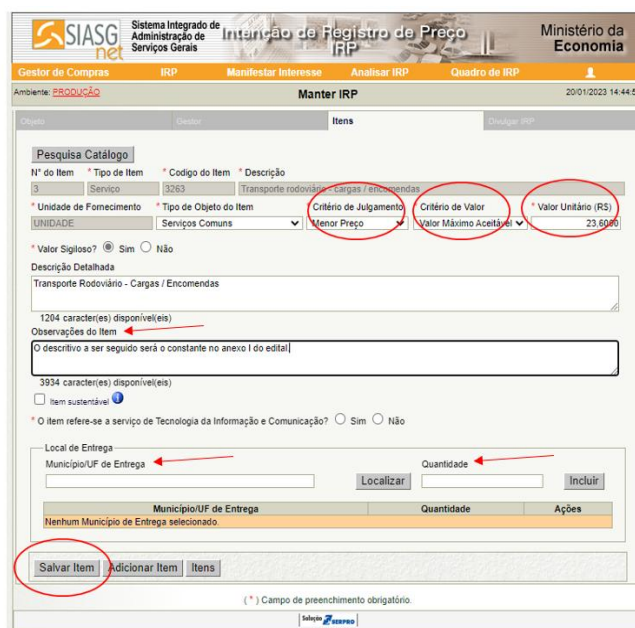 SIASG net
Sistema Integrado de
Administração de
Serviços Gerais
Intenção de Registro de Preço
IRP
Ministério da
Economia
Gestor de Compras IRP Manifestar Interesse Analisar IRP Quadro de IRP
Ambiente: PRODUÇÃO Manter IRP 20/01/2023 14:44:5
Objeto Gestor Itens Divulgar IRP
Pesquisa Catálogo
N° do Item * Tipo de Item * Codigo do Item * Descrição
3 Serviço 3263 Transporte rodoviário - cargas / encomendas
* Unidade de Fornecimento * Tipo de Objeto do Item * Critério de Julgamento Critério de Valor * Valor Unitário (R$)
UNIDADE Serviços Comuns Menor Preço Valor Máximo Aceitável 23,6000
* Valor Sigiloso? Sim Não
Descrição Detalhada
Transporte Rodoviário - Cargas / Encomendas
1204 caracter(es) disponível(eis)
Observações do Item
O descritivo a ser seguido será o constante no anexo I do edital.
3934 caracter(es) disponível(eis)
Item sustentável
* O item refere-se a serviço de Tecnologia da Informação e Comunicação? Sim Não
Local de Entrega
Município/UF de Entrega Quantidade
Localizar Incluir
Município/UF de Entrega Quantidade Ações
Nenhum Município de Entrega selecionado.
Salvar Item Adicionar Item Itens
( * ) Campo de preenchimento obrigatório.
Solução SERPRO